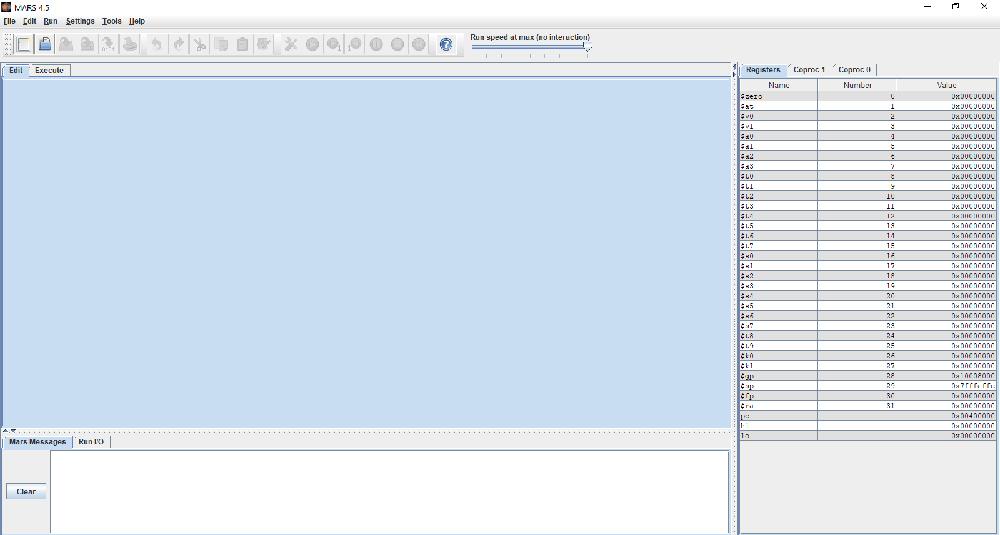 MARS 4.5
File Edit Run Settings Tools Help
0101
1
1
?
Run speed at max (no interaction)
Edit Execute
Registers Coproc 1 Coproc 0
Name Number Value
$zero 0 0x00000000
$at 1 0x00000000
$v0 2 0x00000000
$v1 3 0x00000000
$a0 4 0x00000000
$a1 5 0x00000000
$a2 6 0x00000000
$a3 7 0x00000000
$t0 8 0x00000000
$t1 9 0x00000000
$t2 10 0x00000000
$t3 11 0x00000000
$t4 12 0x00000000
$t5 13 0x00000000
$t6 14 0x00000000
$t7 15 0x00000000
$s0 16 0x00000000
$s1 17 0x00000000
$s2 18 0x00000000
$s3 19 0x00000000
$s4 20 0x00000000
$s5 21 0x00000000
$s6 22 0x00000000
$s7 23 0x00000000
$t8 24 0x00000000
$t9 25 0x00000000
$k0 26 0x00000000
$k1 27 0x00000000
$gp 28 0x10008000
$sp 29 0x7fffeffc
$fp 30 0x00000000
$ra 31 0x00000000
pc 0x00400000
hi 0x00000000
lo 0x00000000
Mars Messages Run I/O
Clear